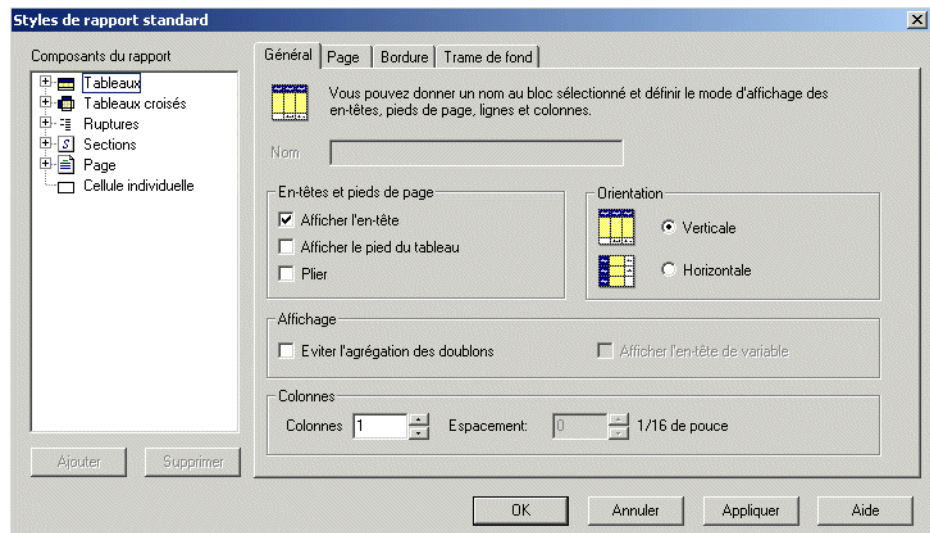 Styles de rapport standard
Composants du rapport
Tableaux
Tableaux croisés
Ruptures
S Sections
Page
Cellule individuelle
Ajouter
Supprimer
Général
Page
Bordure
Trame de fond
Vous pouvez donner un nom au bloc sélectionné et définir le mode d'affichage des
en-têtes, pieds de page, lignes et colonnes.
Nom
En-têtes et pieds de page
Afficher l'en-tête
Afficher le pied du tableau
Plier
Orientation
Verticale
Horizontale
Affichage
Eviter l'agrégation des doublons
Afficher l'en-tête de variable
Colonnes
Colonnes 1 Espacement: 0 1/16 de pouce
OK
Annuler
Appliquer
Aide